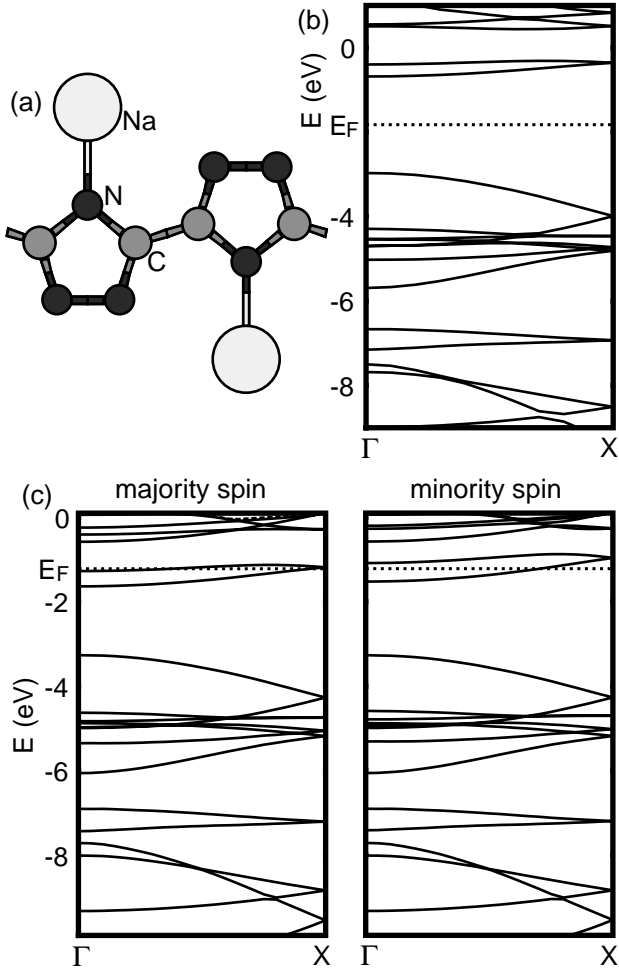 (a)
Na
N
C
(b)
E (eV)
0
EF
-4
-6
-8
Γ
X
(c)
majority spin
minority spin
E (eV)
0
EF
-2
-4
-6
-8
Γ
X
Γ
X